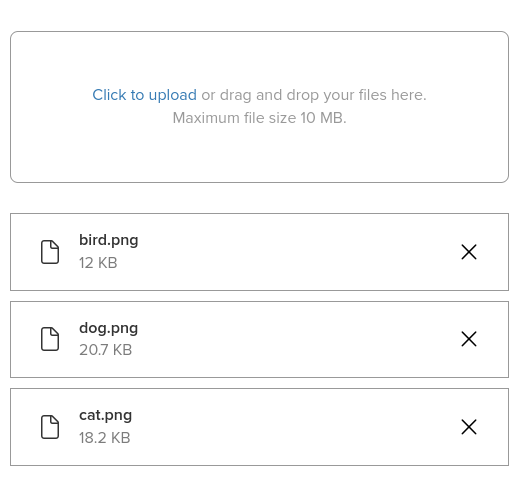 Click to upload or drag and drop your files here.
Maximum file size 10 MB.
bird.png
12 KB
dog.png
20.7 KB
cat.png
18.2 KB